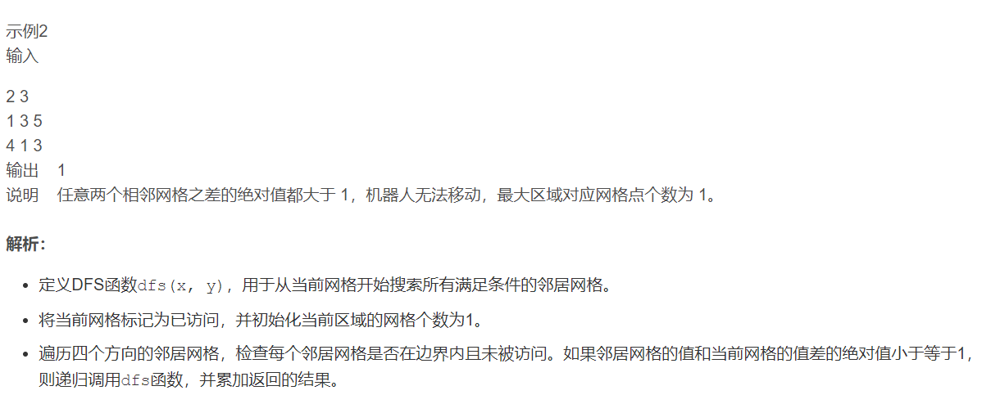 示例2
输入
2 3
1 3 5
4 1 3
输出 1
说明 任意两个相邻网格之差的绝对值都大于 1，机器人无法移动，最大区域对应网格点个数为 1。
解析：
• 定义DFS函数dfs(x, y)，用于从当前网格开始搜索所有满足条件的邻居网格。
• 将当前网格标记为已访问，并初始化当前区域的网格个数为1。
• 遍历四个方向的邻居网格，检查每个邻居网格是否在边界内且未被访问。如果邻居网格的值和当前网格的值差的绝对值小于等于1，
则递归调用dfs函数，并累加返回的结果。